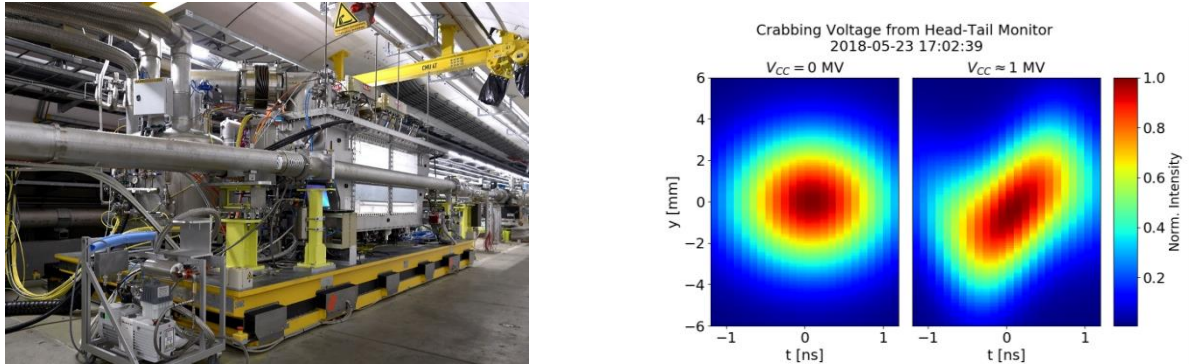 CMU 6T
Crabbing Voltage from Head-Tail Monitor
2018-05-23 17:02:39
V_CC = 0 MV
V_CC ≈ 1 MV
6
4
2
0
−2
−4
−6
y [mm]
−1 0 1
t [ns]
−1 0 1
t [ns]
1.0
0.8
0.6
0.4
0.2
Norm. Intensity